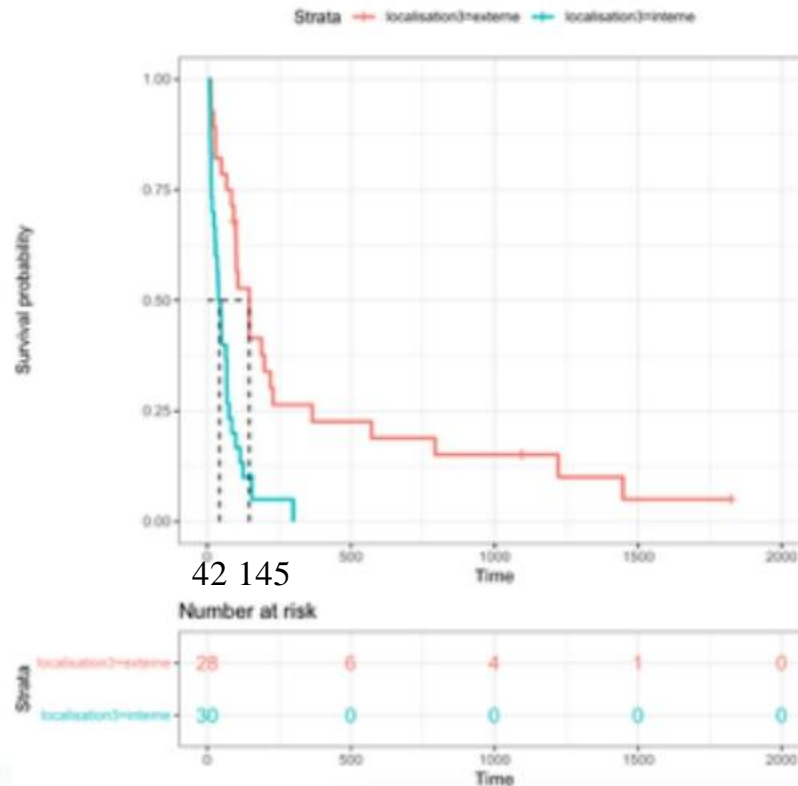 Strata localisation3=externe localisation3=interne
Survival probability
1.00
0.75
0.50
0.25
0.00
0 500 1000 1500 2000
42 145
Time
Number at risk
Strata
localisation3=externe 28 6 4 1 0
localisation3=interne 30 0 0 0 0
0 500 1000 1500 2000
Time